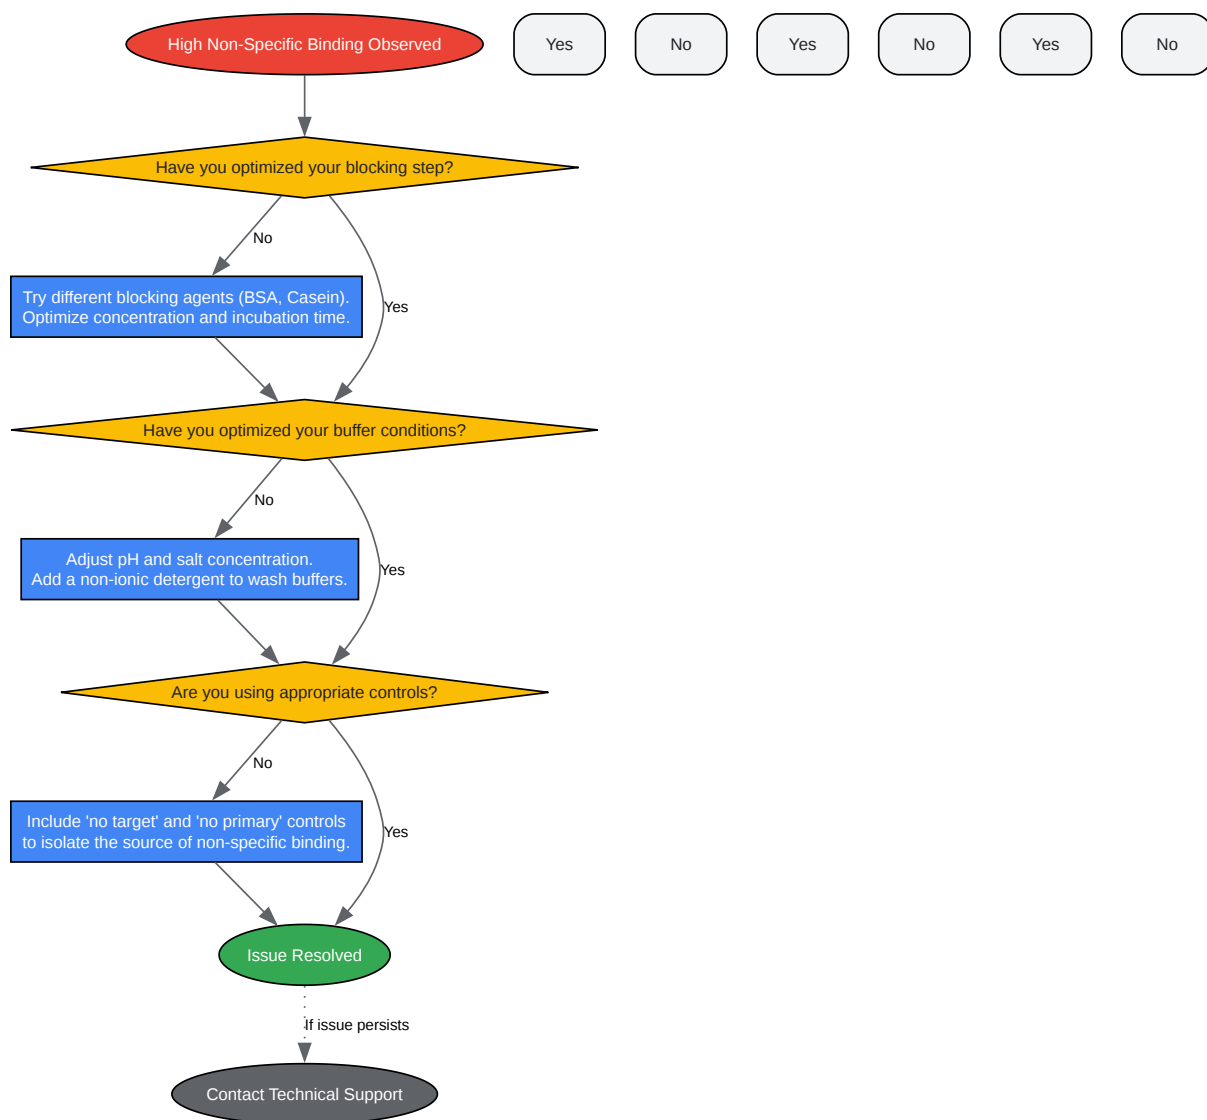 High Non-Specific Binding Observed
Yes
No
Yes
No
Yes
No
Have you optimized your blocking step?
No
Try different blocking agents (BSA, Casein).
Optimize concentration and incubation time.
Yes
Have you optimized your buffer conditions?
No
Adjust pH and salt concentration.
Add a non-ionic detergent to wash buffers.
Yes
Are you using appropriate controls?
No
Include 'no target' and 'no primary' controls
to isolate the source of non-specific binding.
Yes
Issue Resolved
If issue persists
Contact Technical Support